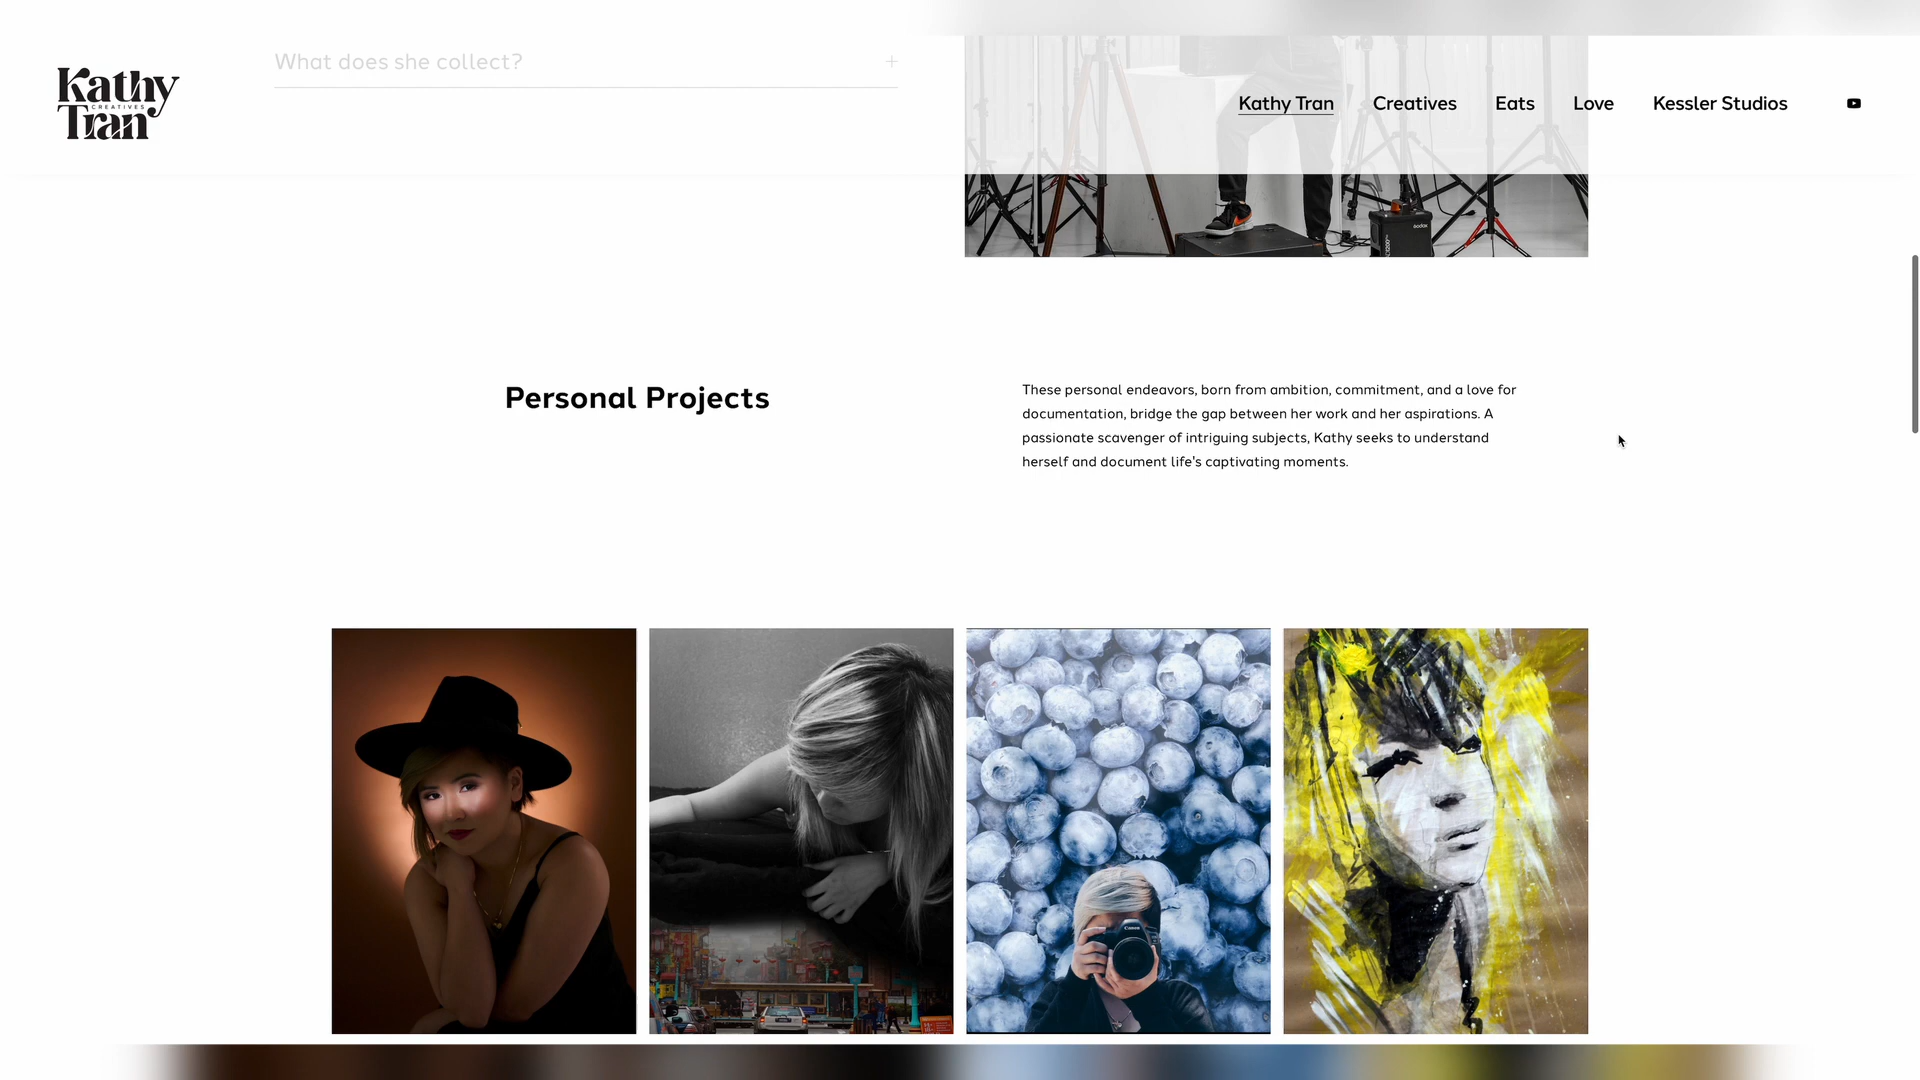 What does she collect?
Kathy
CREATIVES
Tran
Kathy Tran
Creatives
Eats
Love
Kessler Studios
Godox
Personal Projects
These personal endeavors, born from ambition, commitment, and a love for
documentation, bridge the gap between her work and her aspirations. A
passionate scavenger of intriguing subjects, Kathy seeks to understand
herself and document life's captivating moments.
Canon